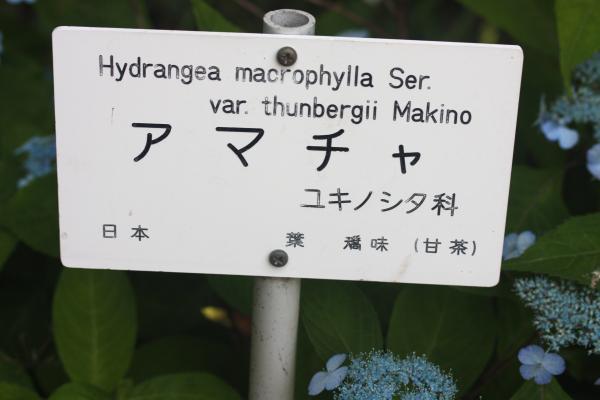 Hydrangea macrophylla Ser.
var. thunbergii Makino
アマチャ
ユキノシタ科
日本 葉 矯味 (甘茶)